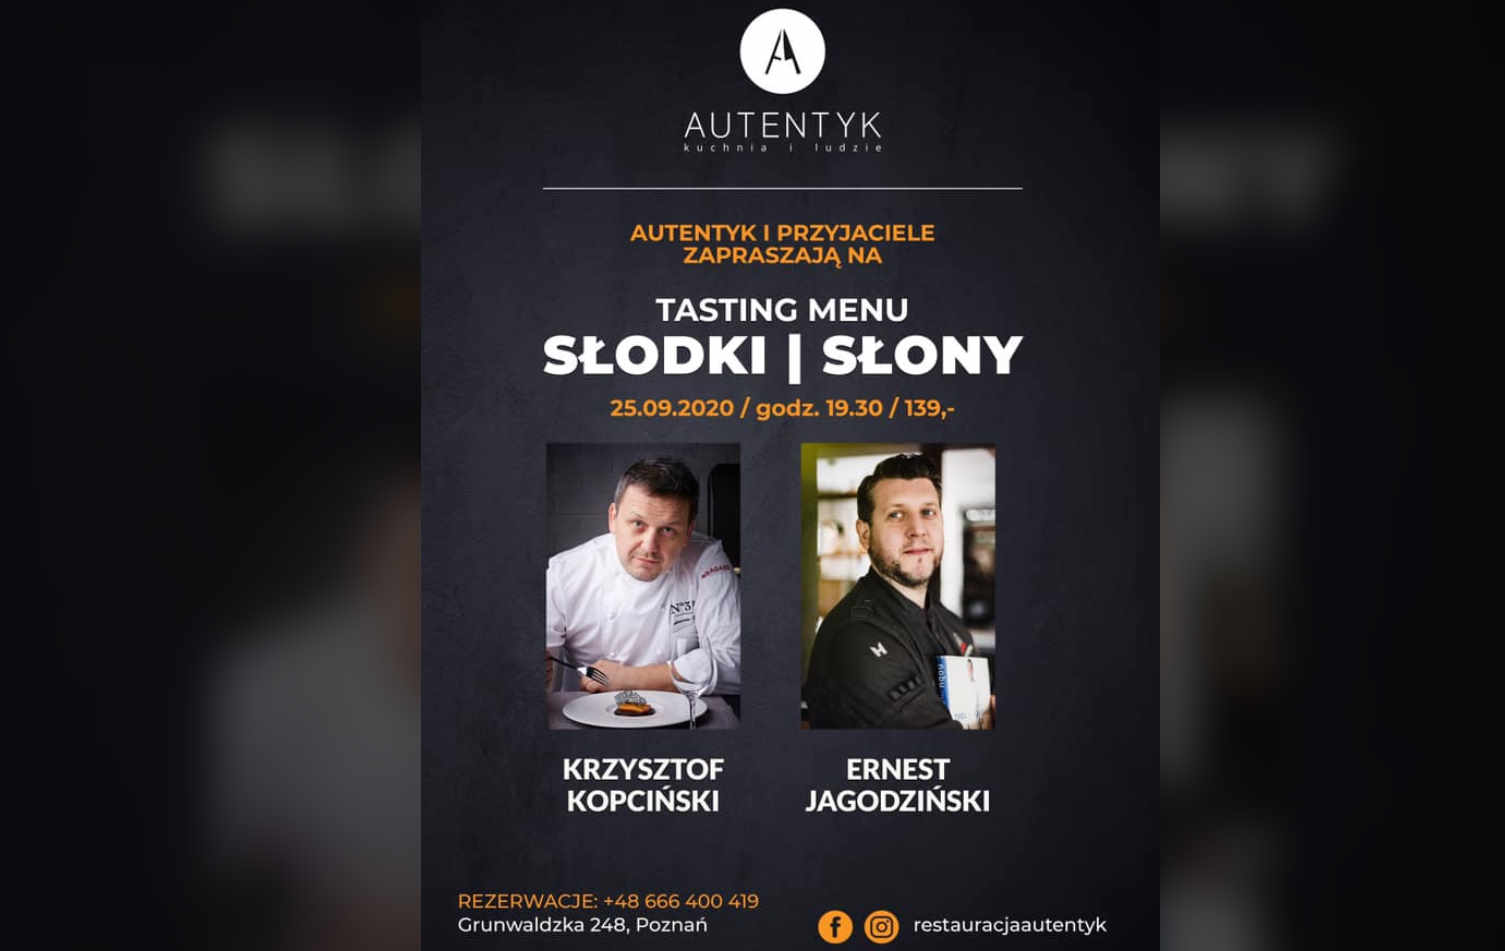 AUTENTYK
kuchnia i ludzie
AUTENTYK I PRZYJACIELE
ZAPRASZAJĄ NA
TASTING MENU
SŁODKI | SŁONY
25.09.2020 / godz. 19.30 / 139,-
KRZYSZTOF
KOPCIŃSKI
ERNEST
JAGODZIŃSKI
REZERWACJE: +48 666 400 419
Grunwaldzka 248, Poznań
restauracjaautentyk